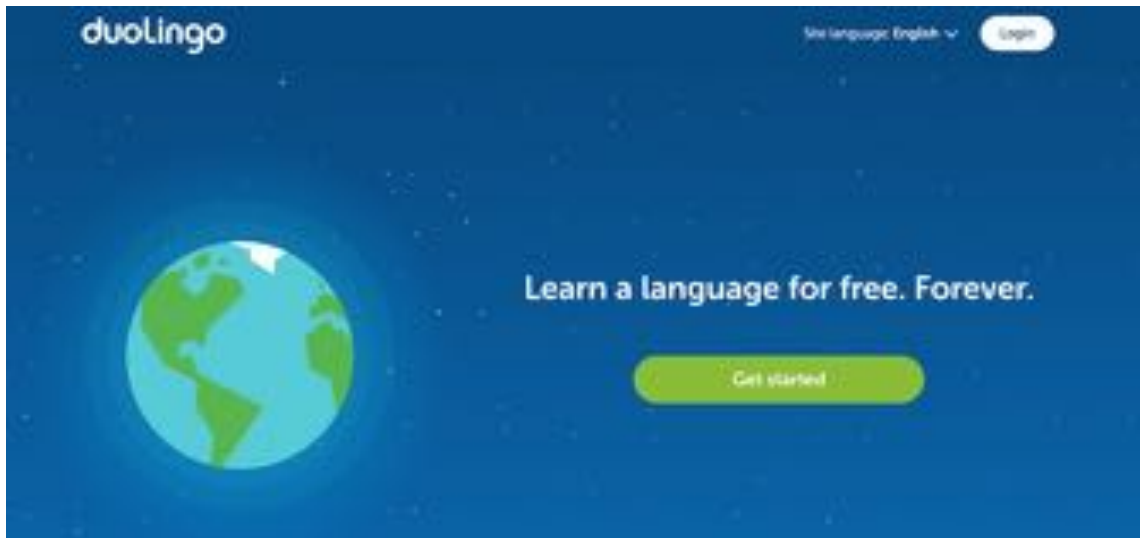 duolingo
Site language: English
Login
Learn a language for free. Forever.
Get started